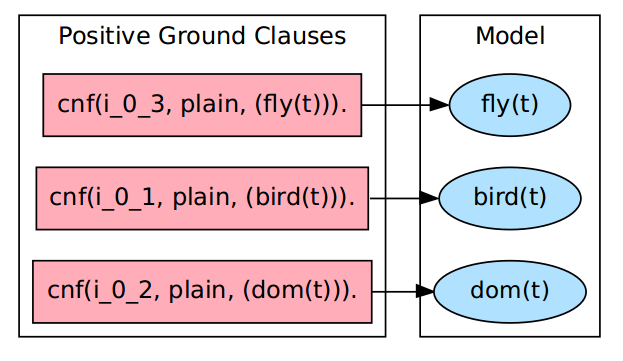 Positive Ground Clauses
Model
cnf(i_0_3, plain, (fly(t))).
fly(t)
cnf(i_0_1, plain, (bird(t))).
bird(t)
cnf(i_0_2, plain, (dom(t))).
dom(t)